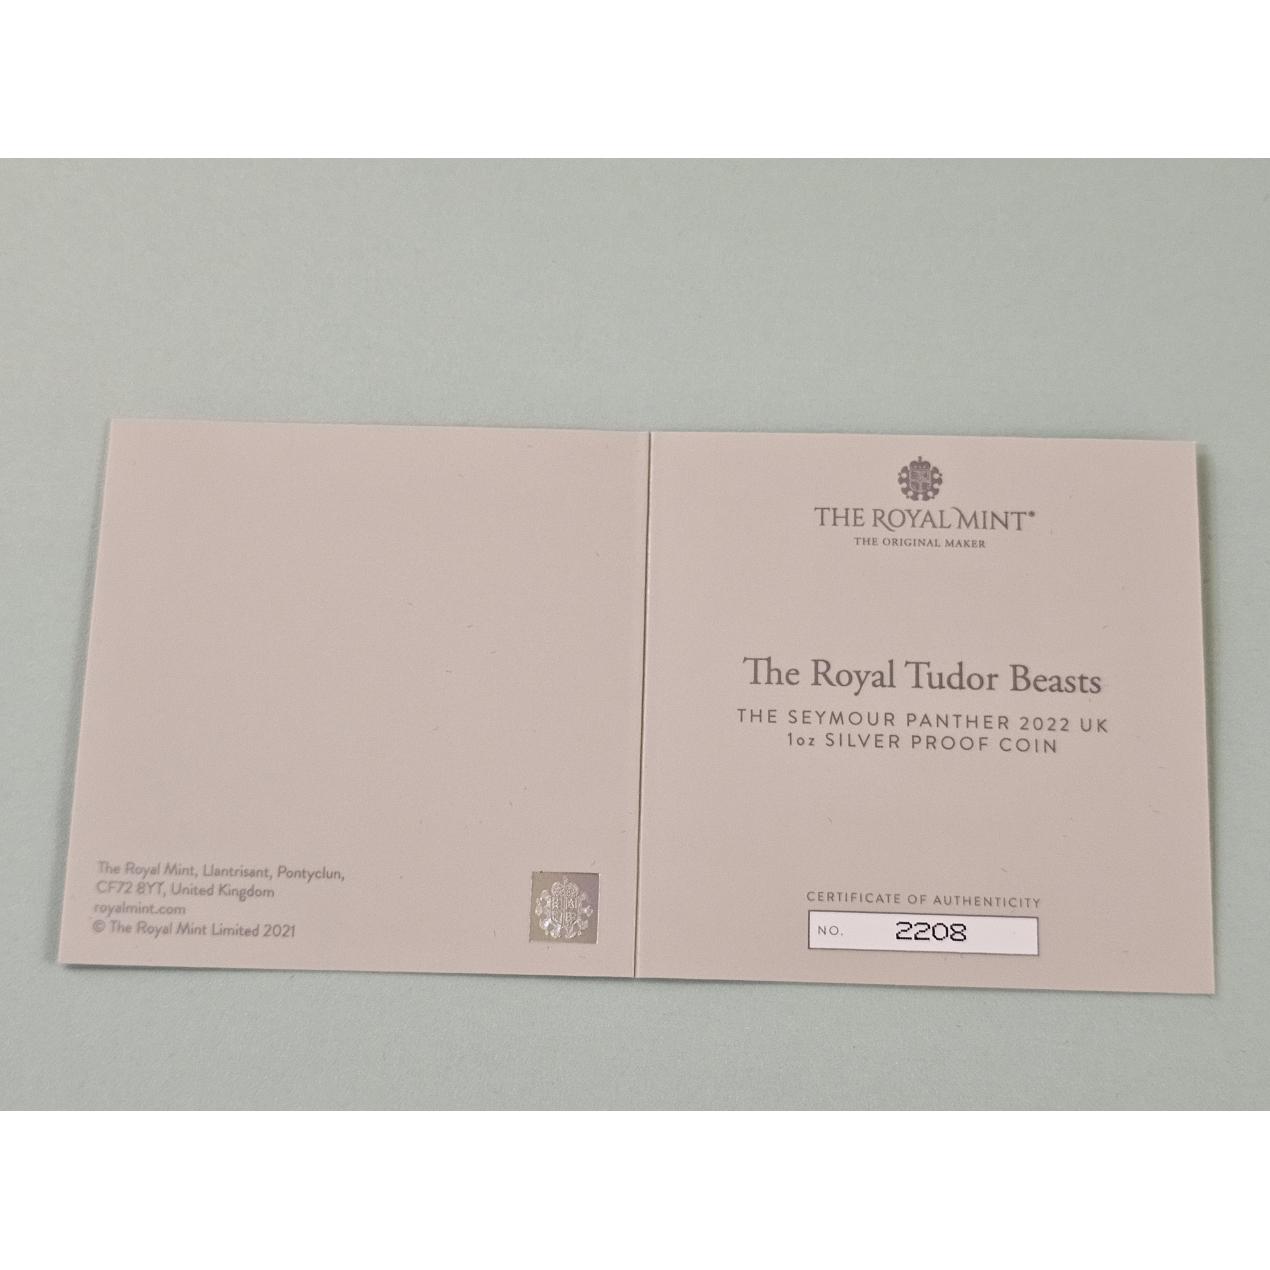 The Royal Mint, Llantrisant, Pontyclun,
CF72 8YT, United Kingdom
royalmint.com
© The Royal Mint Limited 2021
THE ROYAL MINT®
THE ORIGINAL MAKER
The Royal Tudor Beasts
THE SEYMOUR PANTHER 2022 UK
1oz SILVER PROOF COIN
CERTIFICATE OF AUTHENTICITY
NO. 2208